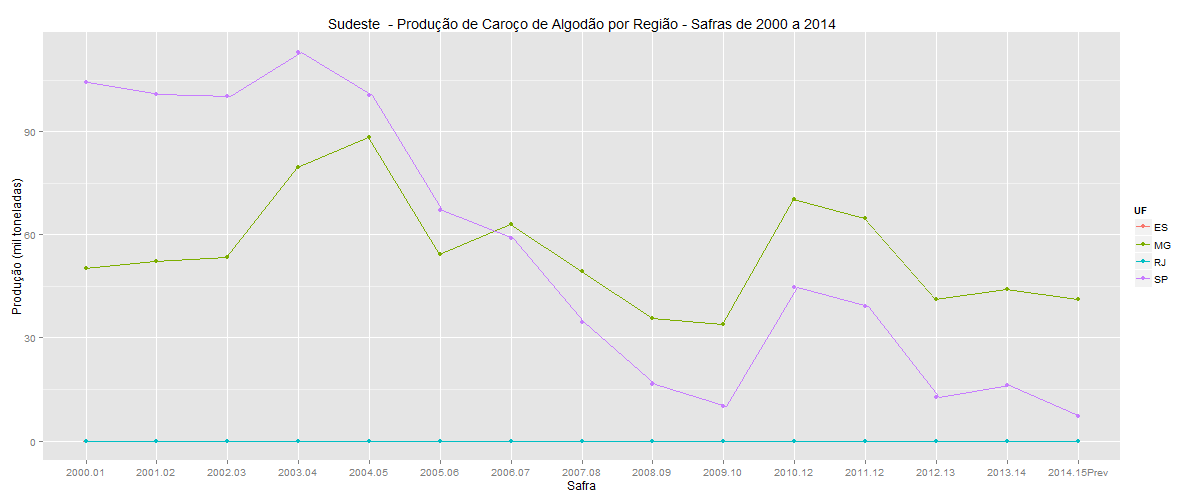 Sudeste  - Produção de Caroço de Algodão por Região - Safras de 2000 a 2014
Produção (mil toneladas)
90
60
30
0
2000.01 2001.02 2002.03 2003.04 2004.05 2005.06 2006.07 2007.08 2008.09 2009.10 2010.12 2011.12 2012.13 2013.14 2014.15Prev
Safra
UF
ES
MG
RJ
SP